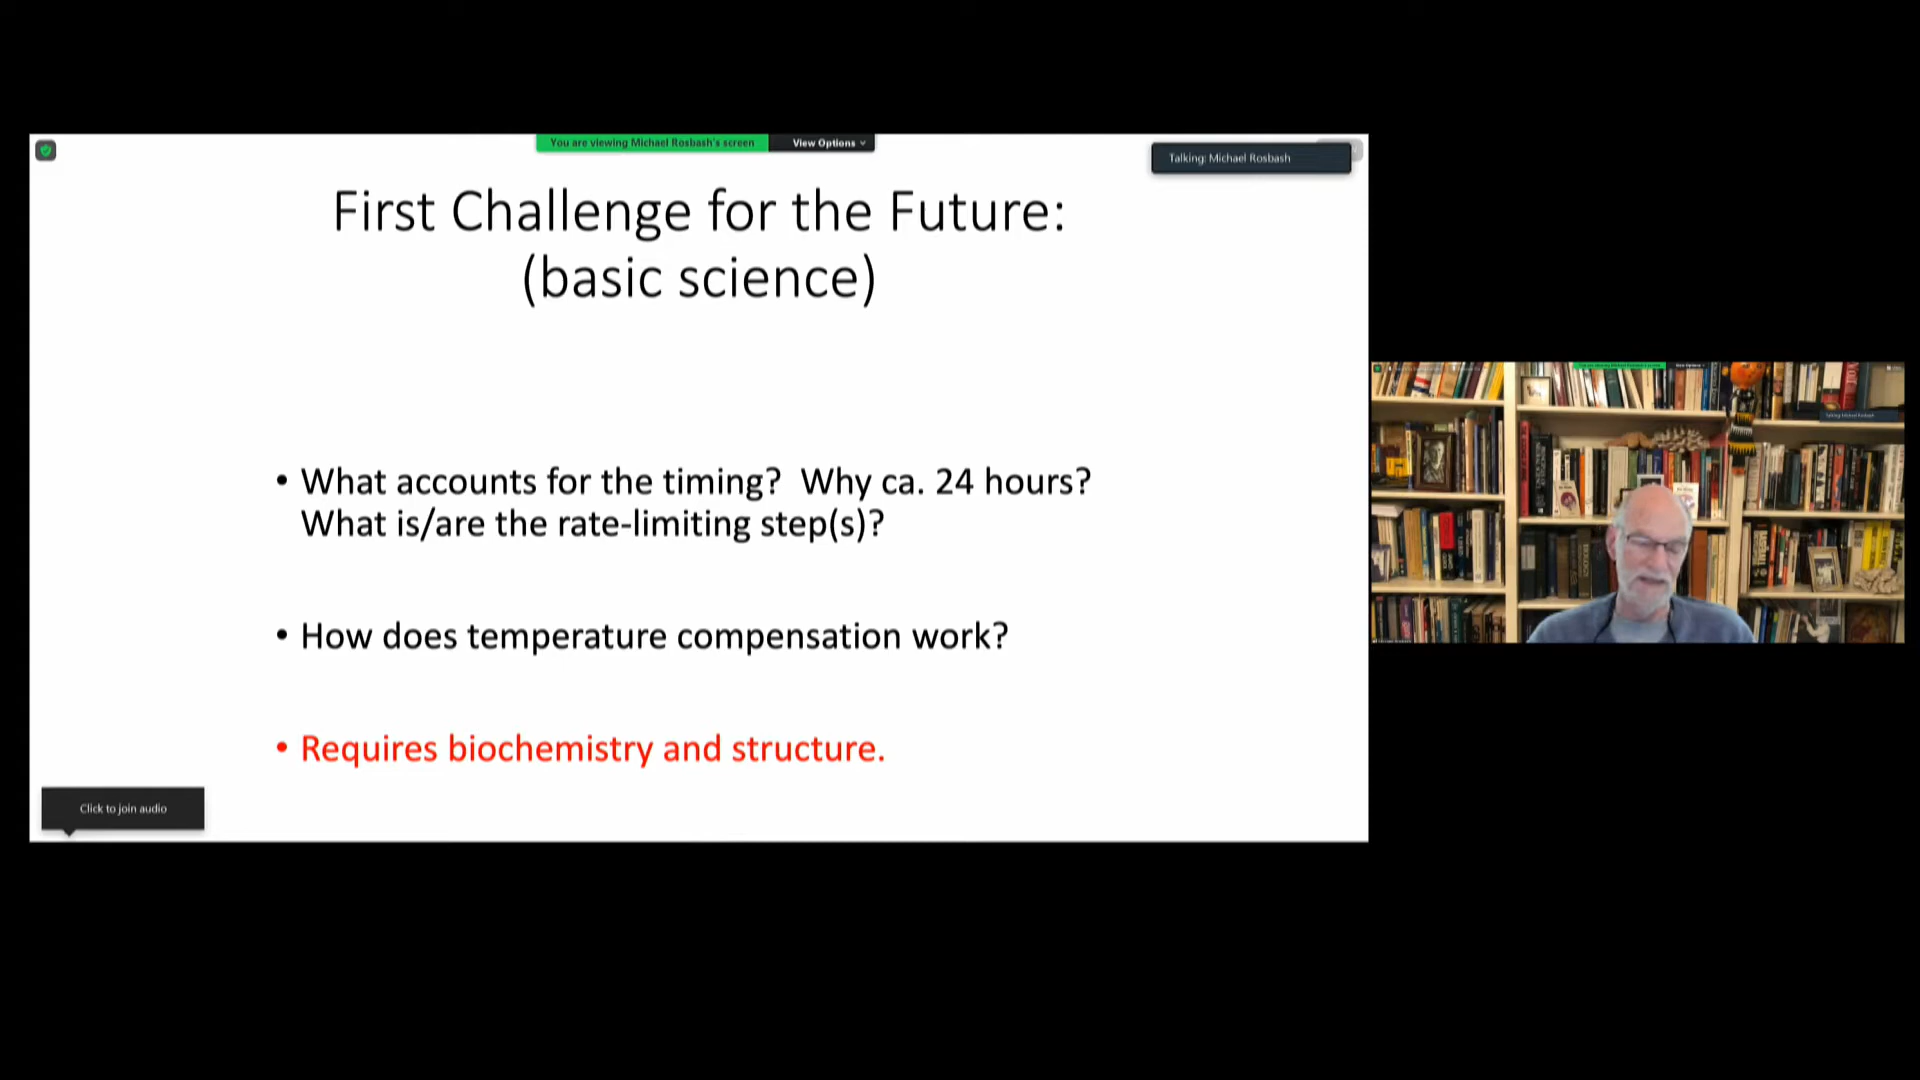 You are viewing Michael Rosbash's screen
View Options
Talking: Michael Rosbash
First Challenge for the Future:
(basic science)
• What accounts for the timing?  Why ca. 24 hours?
What is/are the rate-limiting step(s)?
• How does temperature compensation work?
• Requires biochemistry and structure.
Click to join audio